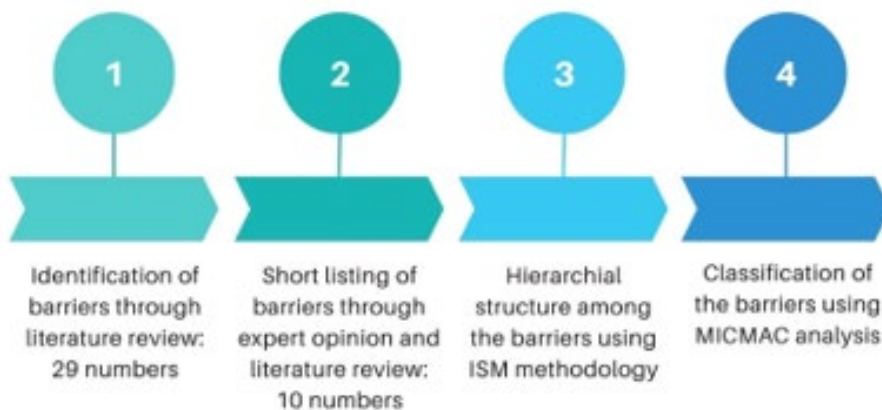 1
2
3
4
Identification of
barriers through
literature review:
29 numbers
Short listing of
barriers through
expert opinion and
literature review:
10 numbers
Hierarchial
structure among
the barriers using
ISM methodology
Classification of
the barriers using
MICMAC analysis